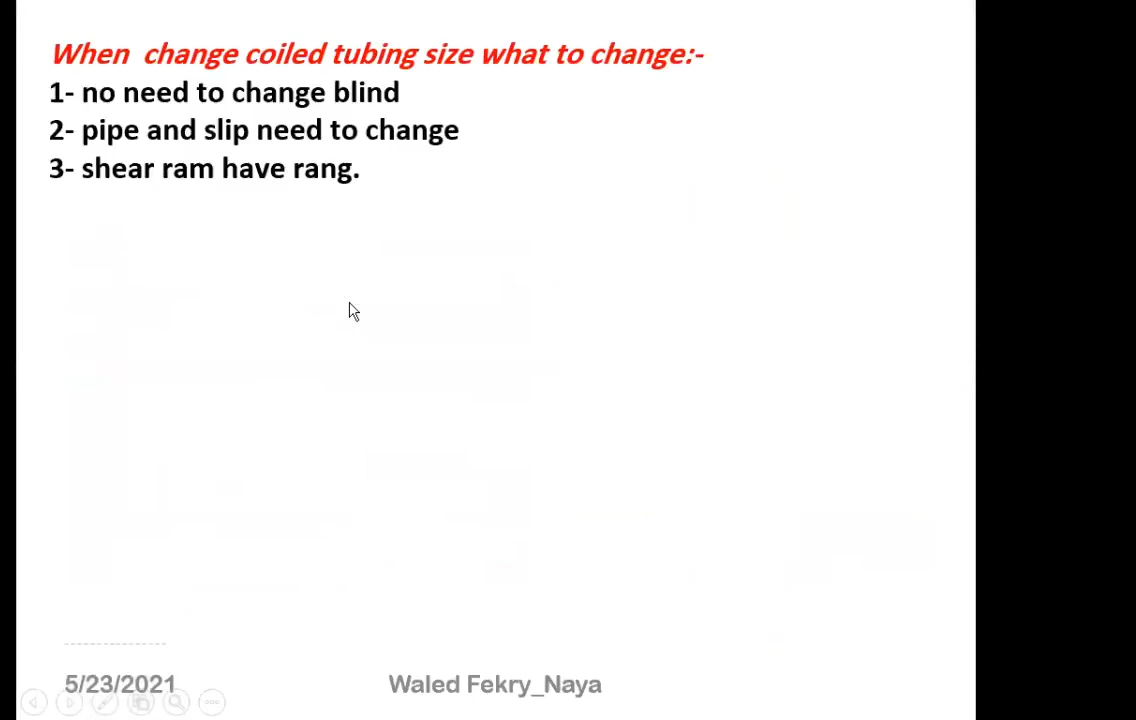 When change coiled tubing size what to change:-
1- no need to change blind
2- pipe and slip need to change
3- shear ram have rang.
5/23/2021
Waled Fekry_Naya